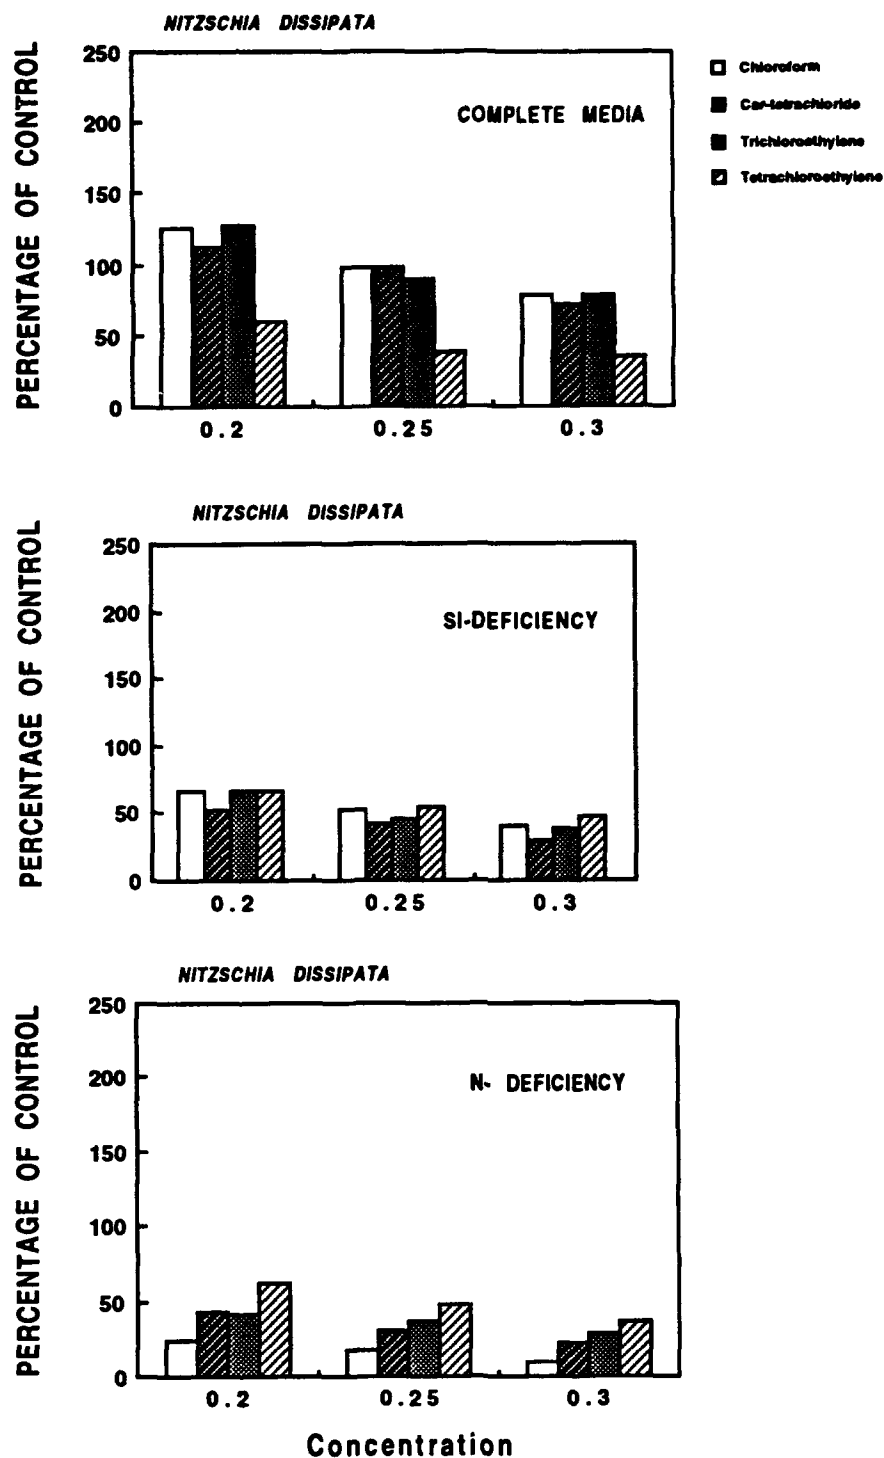 NITZSCHIA DISSIPATA
PERCENTAGE OF CONTROL
250
200
150
100
50
0
COMPLETE MEDIA
0.2 0.25 0.3
Chloroform
Car-tetrachloride
Trichloroethylene
Tetrachloroethylene
NITZSCHIA DISSIPATA
PERCENTAGE OF CONTROL
250
200
150
100
50
0
SI-DEFICIENCY
0.2 0.25 0.3
NITZSCHIA DISSIPATA
PERCENTAGE OF CONTROL
250
200
150
100
50
0
N- DEFICIENCY
0.2 0.25 0.3
Concentration